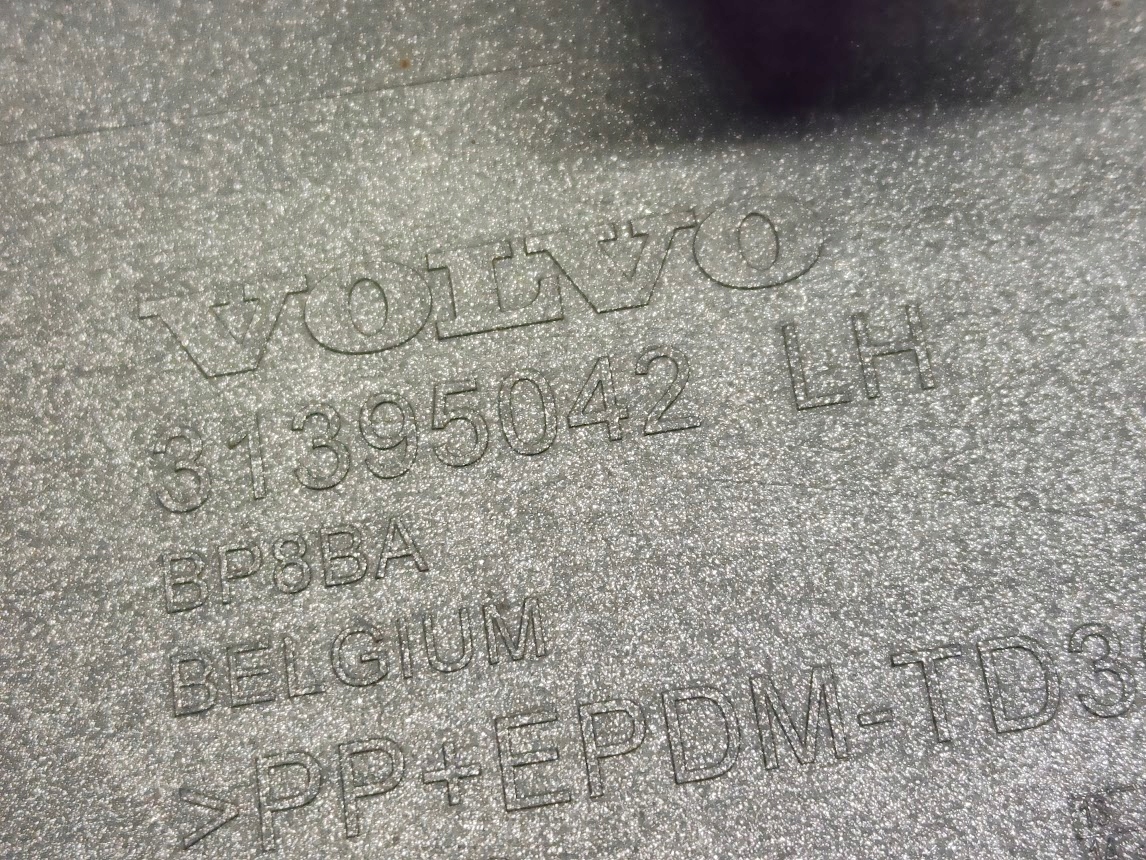 VOLVO
31395042 LH
BP8BA
BELGIUM
>PP+EPDM-TD3